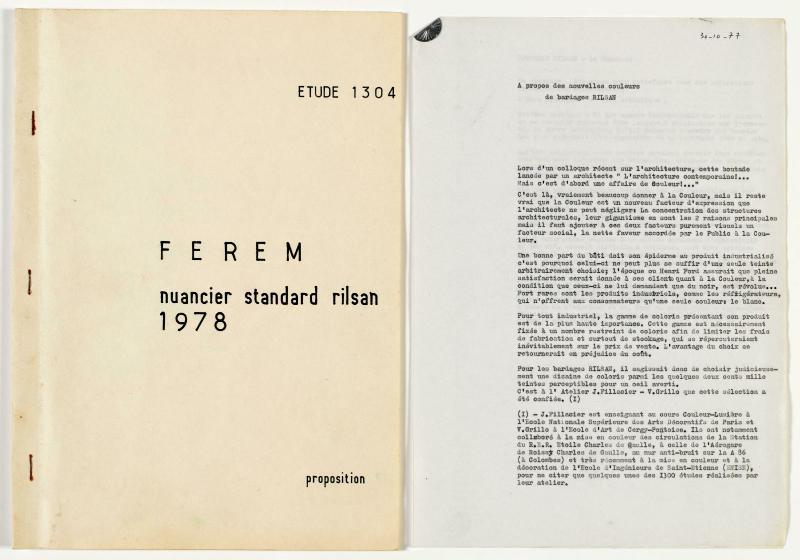 ETUDE 1304
FEREM
nuancier standard rilsan
1978
proposition
30-10-77
A propos des nouvelles couleurs
de bardages RILSAN
Lors d'un colloque récent sur l'architecture, cette boutade
lancée par un architecte " L'architecture contemporaine!...
Mais c'est d'abord une affaire de Couleur!..."
C'est là, vraiment beaucoup donner à la Couleur, mais il reste
vrai que la Couleur est un nouveau facteur d'expression que
l'architecte ne peut négliger: La concentration des structures
architecturales, leur gigantisme en sont les 2 raisons principales
mais il faut ajouter à ces deux facteurs purement visuels un
facteur social, la nette faveur accordée par le Public à la Cou-
leur.
Une bonne part du bâti doit son épiderme au produit industrialisé
c'est pourquoi celui-ci ne peut plus se suffir d'une seule teinte
arbitrairement choisie; l'époque ou Henri Ford assurait que pleine
satisfaction serait donnée à ses clients quant à la Couleur, à la
condition que ceux-ci ne lui demandent que du noir, est révolue...
Fort rares sont les produits industriels, comme les réfrigérateurs,
qui n'offrent aux consommateurs qu'une seule couleur: le blanc.
Pour tout industriel, la gamme de coloris présentant son produit
est de la plus haute importance. Cette gamme est nécessairement
fixée à un nombre restreint de coloris afin de limiter les frais
de fabrication et surtout de stockage, qui se répercuteraient
inévitablement sur le prix de vente. L'avantage du choix se
retournerait en préjudice du coût.
Pour les bardages RILSAN, il s'agissait donc de choisir judicieuse-
ment une dizaine de coloris parmi les quelques deux cents mille
teintes perceptibles pour un oeil averti.
C'est à l' Atelier J.Fillacier - V.Grillo que cette sélection a
été confiée. (I)
(I) - J.Fillacier est enseignant au cours Couleur-Lumière à
l'Ecole Nationale Supérieure des Arts Décoratifs de Paris et
V.Grillo à l'Ecole d'Art de Cergy-Pontoise. Ils ont notamment
collaboré à la mise en couleur des circulations de la Station
du R.E.R. Etoile Charles de Gaulle, à celle de l'Aérogare
de Roissy Charles de Gaulle, au mur anti-bruit sur la A 86
(à Colombes) et très récemment à la mise en couleur et à la
décoration de l'Ecole d'Ingénieurs de Saint-Etienne (ENISE),
pour ne citer que quelques unes des 1300 études réalisées par
leur atelier.